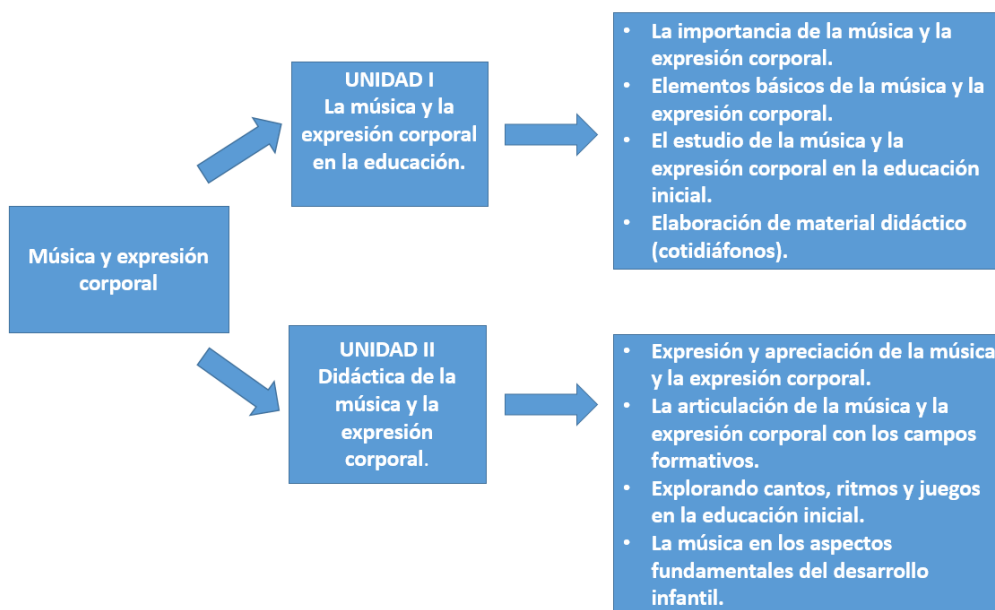 Música y expresión
corporal
UNIDAD I
La música y la
expresión corporal
en la educación.
• La importancia de la música y la
expresión corporal.
• Elementos básicos de la música y la
expresión corporal.
• El estudio de la música y la
expresión corporal en la educación
inicial.
• Elaboración de material didáctico
(cotidiáfonos).
UNIDAD II
Didáctica de la
música y la
expresión
corporal.
• Expresión y apreciación de la música
y la expresión corporal.
• La articulación de la música y la
expresión corporal con los campos
formativos.
• Explorando cantos, ritmos y juegos
en la educación inicial.
• La música en los aspectos
fundamentales del desarrollo
infantil.